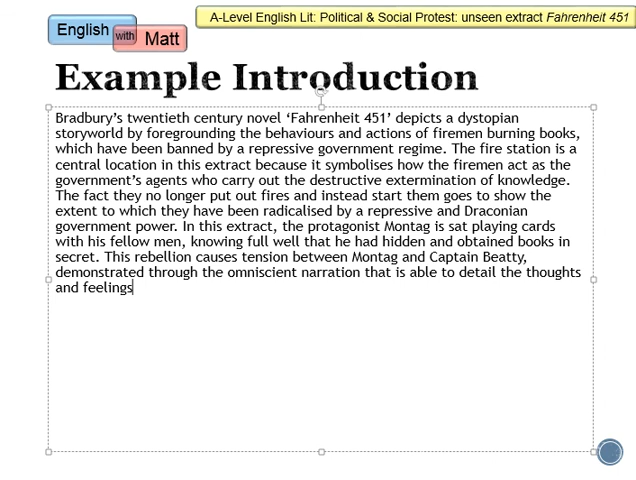 English with Matt
A-Level English Lit: Political & Social Protest: unseen extract Fahrenheit 451
Example Introduction
Bradbury's twentieth century novel 'Fahrenheit 451' depicts a dystopian
storyworld by foregrounding the behaviours and actions of firemen burning books,
which have been banned by a repressive government regime. The fire station is a
central location in this extract because it symbolises how the firemen act as the
government's agents who carry out the destructive extermination of knowledge.
The fact they no longer put out fires and instead start them goes to show the
extent to which they have been radicalised by a repressive and Draconian
government power. In this extract, the protagonist Montag is sat playing cards
with his fellow men, knowing full well that he had hidden and obtained books in
secret. This rebellion causes tension between Montag and Captain Beatty,
demonstrated through the omniscient narration that is able to detail the thoughts
and feelings